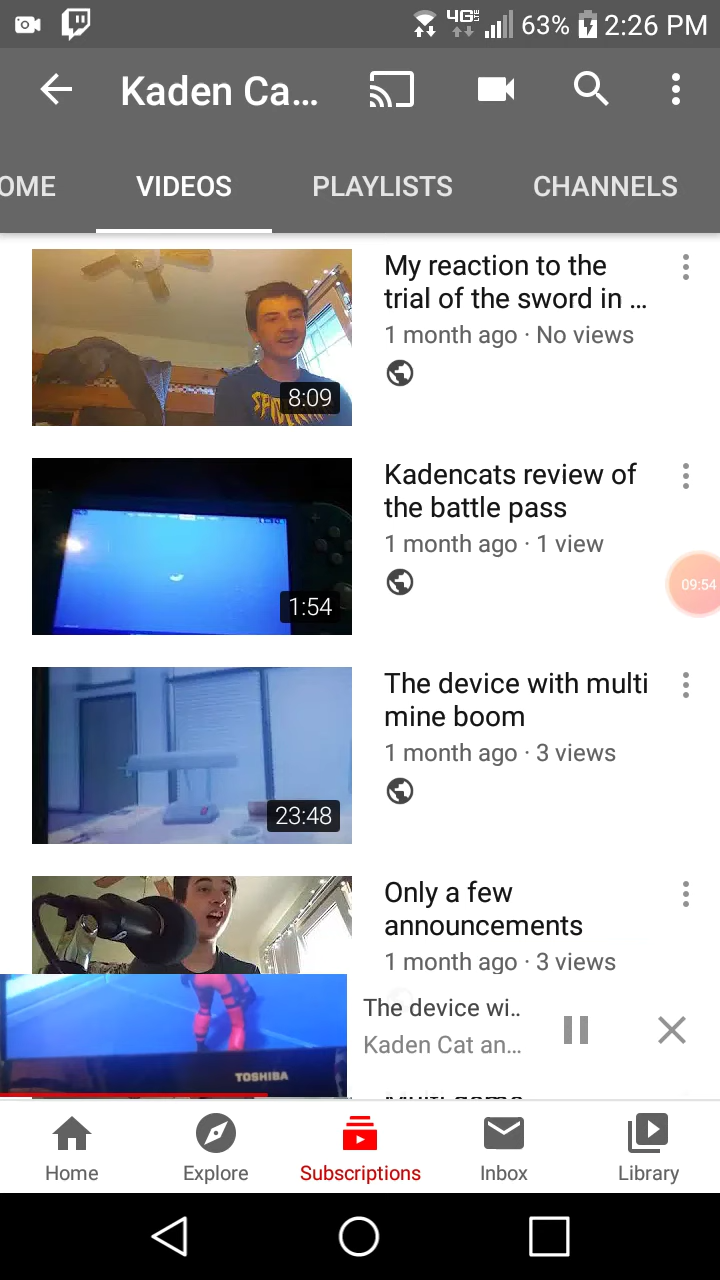 63% 2:26 PM
Kaden Ca...
OME VIDEOS PLAYLISTS CHANNELS
My reaction to the
trial of the sword in ...
1 month ago · No views
8:09
Kadencats review of
the battle pass
1 month ago · 1 view
1:54
09:54
The device with multi
mine boom
1 month ago · 3 views
23:48
Only a few
announcements
1 month ago · 3 views
The device wi..
Kaden Cat an...
TOSHIBA
Home Explore Subscriptions Inbox Library